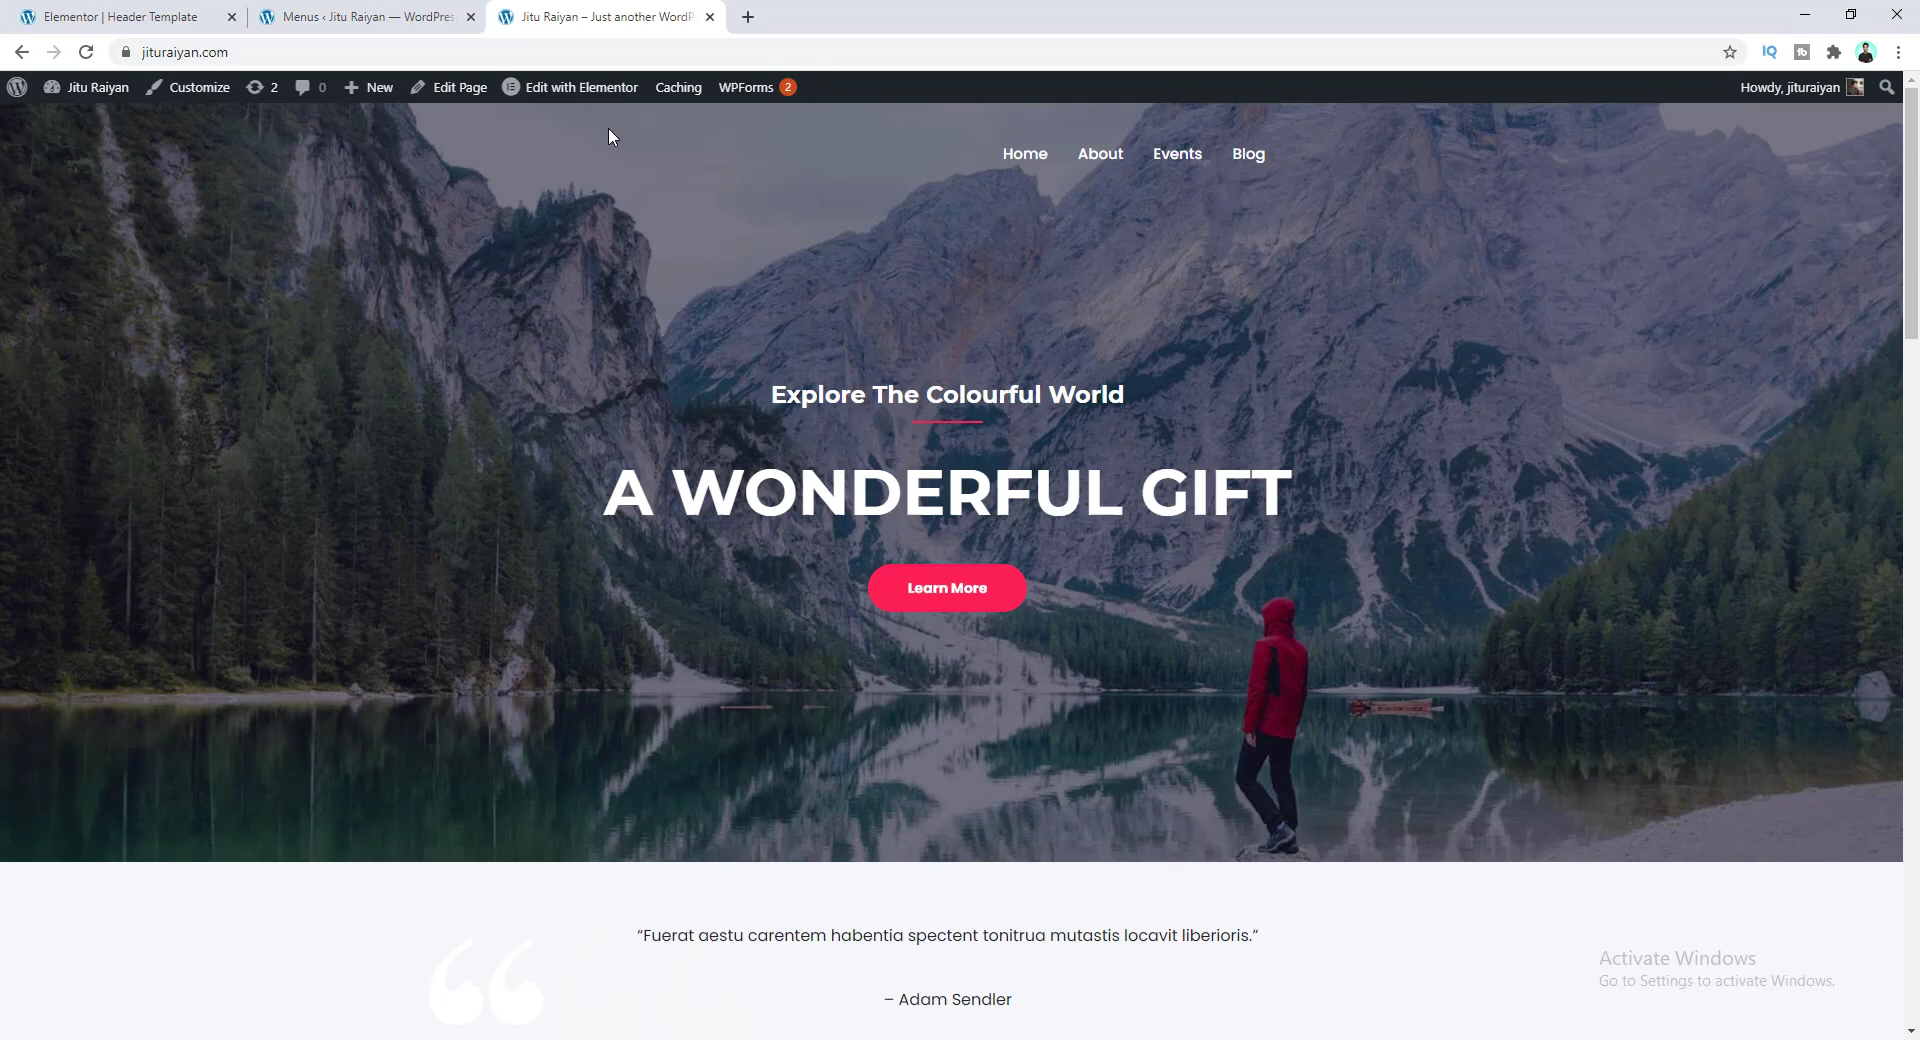 Elementor | Header Template
Menus ‹ Jitu Raiyan — WordPress
Jitu Raiyan – Just another WordP
jituraiyan.com
IQ
Jitu Raiyan
Customize
2
0
New
Edit Page
Edit with Elementor
Caching
WPForms 2
Howdy, jituraiyan
Home
About
Events
Blog
Explore The Colourful World
A WONDERFUL GIFT
Learn More
“Fuerat aestu carentem habentia spectent tonitrua mutastis locavit liberioris.”
– Adam Sendler
Activate Windows
Go to Settings to activate Windows.